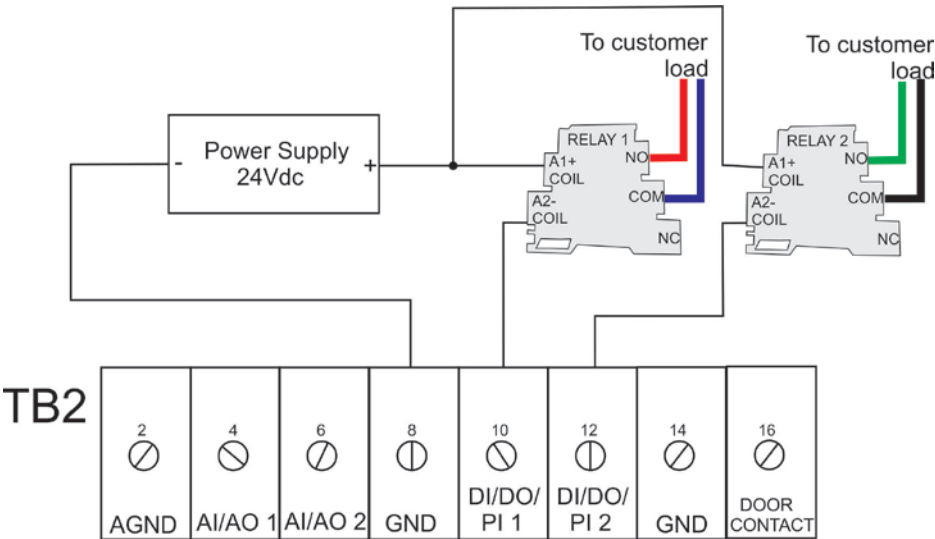 To customer
load
To customer
load
Power Supply
24Vdc
-
+
RELAY 1
A1+
COIL
NO
A2-
COIL
COM
NC
RELAY 2
A1+
COIL
NO
A2-
COIL
COM
NC
TB2
2
4
6
8
10
12
14
16
AGND
AI/AO 1
AI/AO 2
GND
DI/DO/
PI 1
DI/DO/
PI 2
GND
DOOR
CONTACT